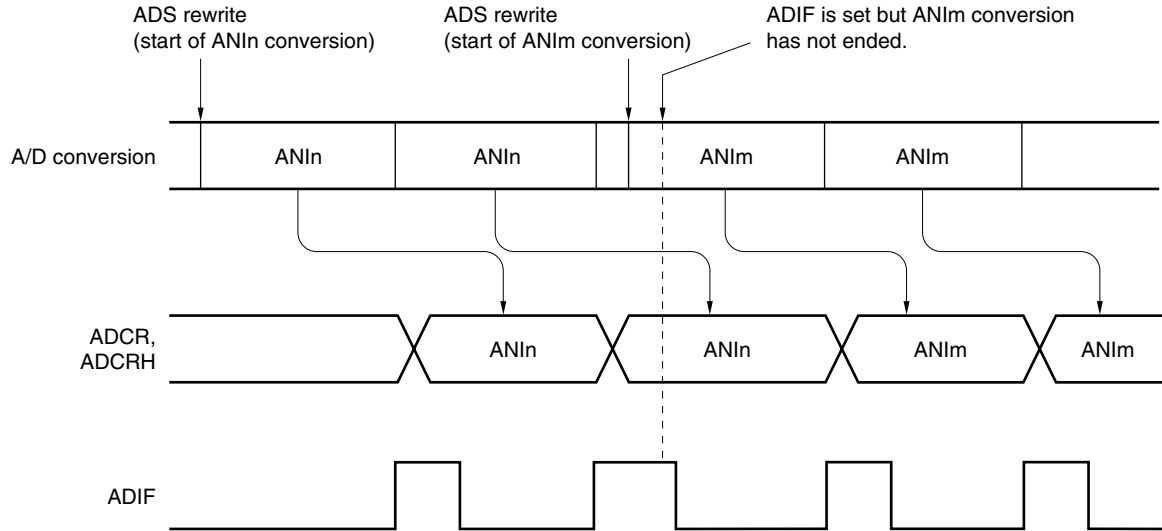 ADS rewrite
(start of ANIn conversion)
ADS rewrite
(start of ANIm conversion)
ADIF is set but ANIm conversion
has not ended.
A/D conversion
ANIn
ANIn
ANIm
ANIm
ADCR,
ADCRH
ANIn
ANIn
ANIm
ANIm
ADIF